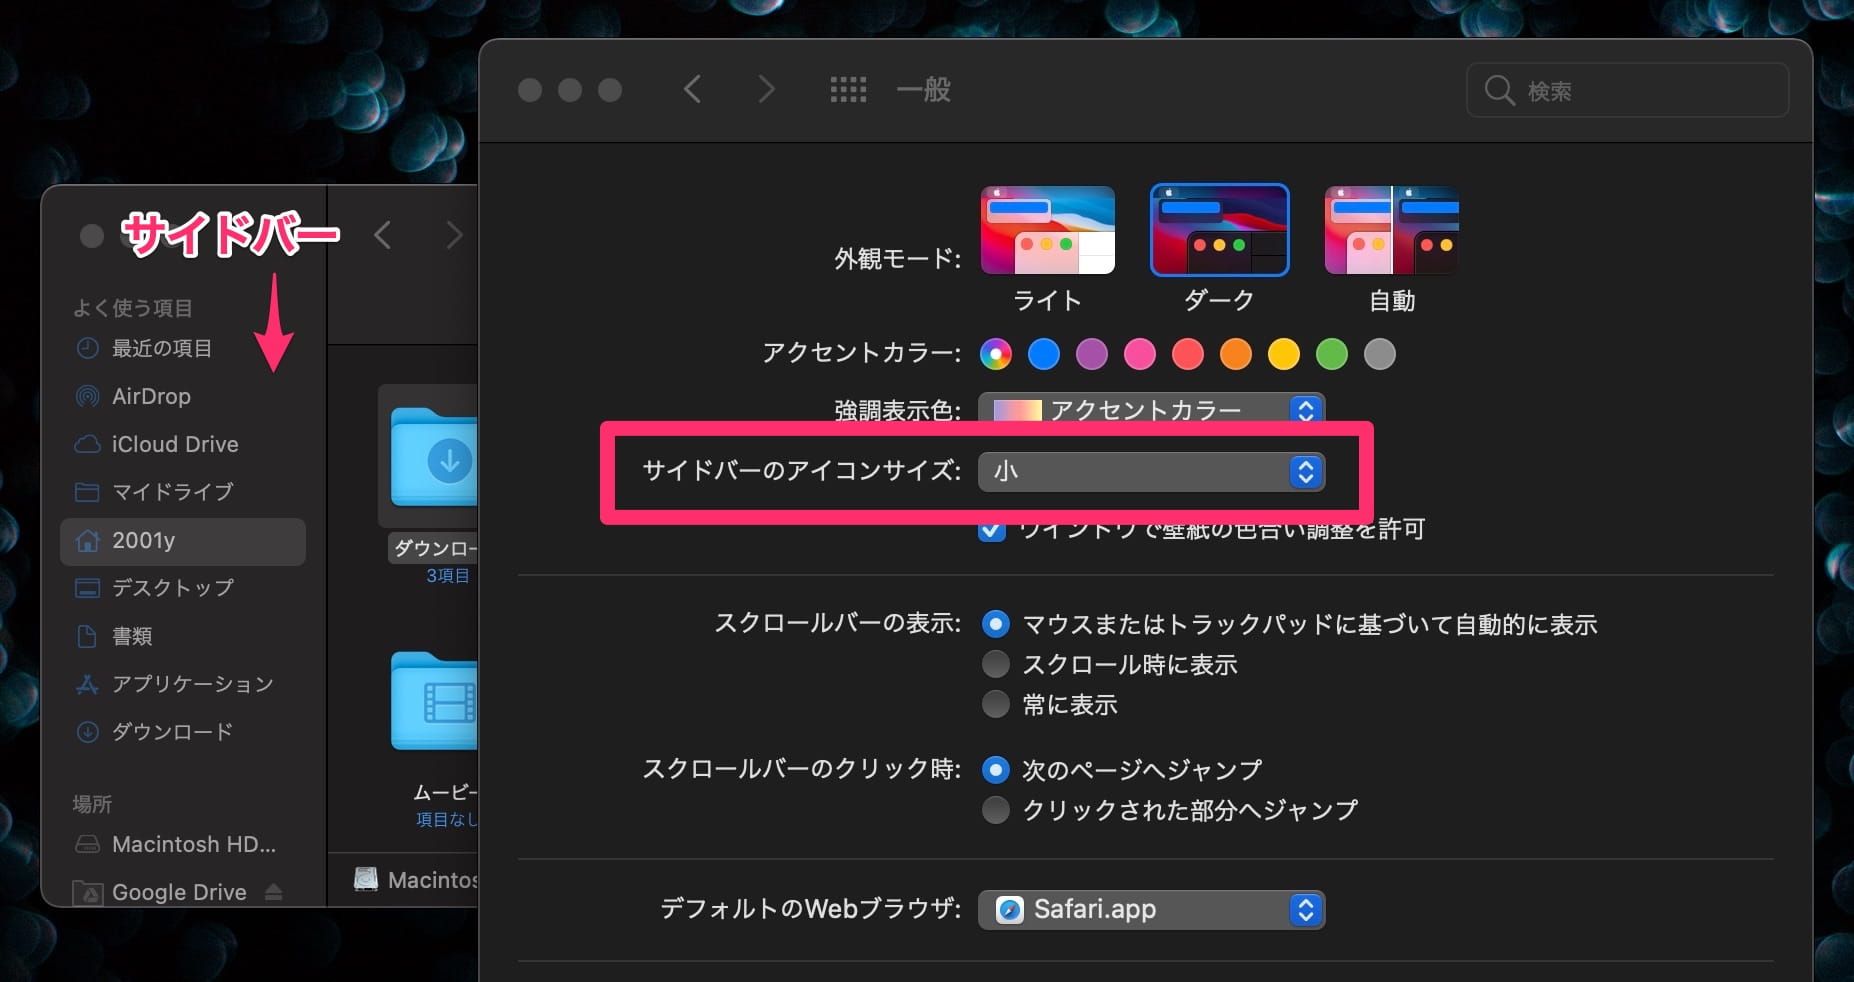 サイドバー
よく使う項目
最近の項目
AirDrop
iCloud Drive
マイドライブ
2001y
デスクトップ
書類
アプリケーション
ダウンロード
場所
Macintosh HD...
Google Drive
ダウンロー
3項目
ムービー
項目なし
Macintos
一般
検索
外観モード:
ライト
ダーク
自動
アクセントカラー:
強調表示色: アクセントカラー
サイドバーのアイコンサイズ: 小
ウインドウで壁紙の色合い調整を許可
スクロールバーの表示: マウスまたはトラックパッドに基づいて自動的に表示
スクロール時に表示
常に表示
スクロールバーのクリック時: 次のページへジャンプ
クリックされた部分へジャンプ
デフォルトのWebブラウザ: Safari.app